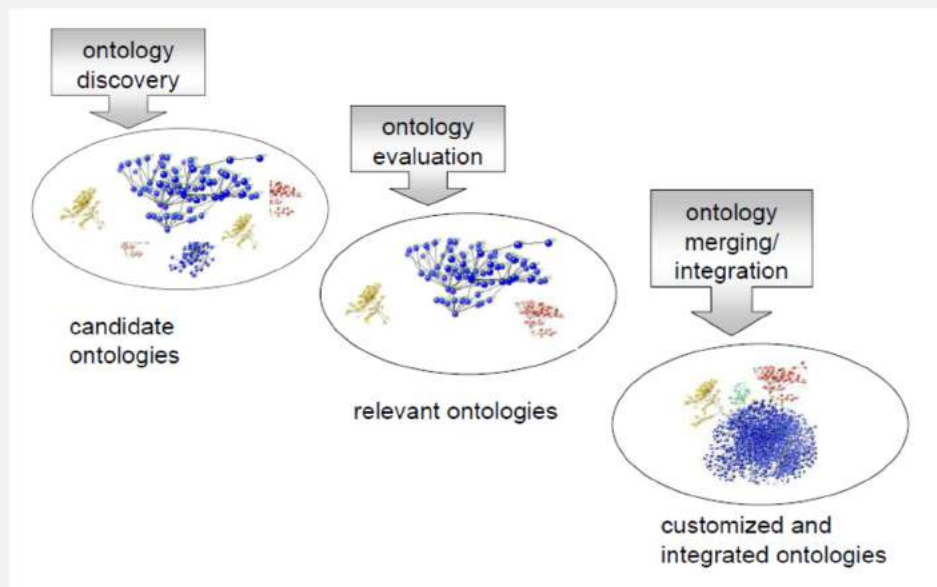 ontology
discovery
candidate
ontologies
ontology
evaluation
relevant ontologies
ontology
merging/
integration
customized and
integrated ontologies